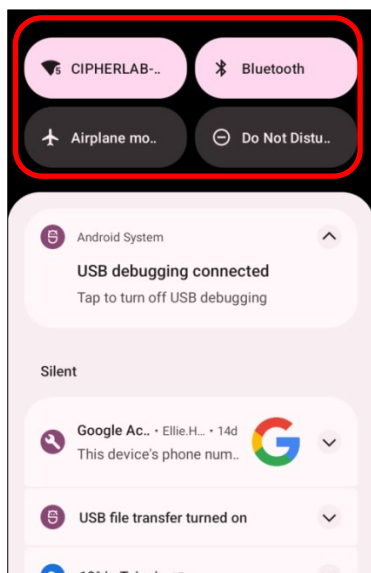 5 CIPHERLAB-..
Bluetooth
Airplane mo..
Do Not Distu..
Android System
USB debugging connected
Tap to turn off USB debugging
Silent
Google Ac.. • Ellie.H... • 14d
This device's phone num..
USB file transfer turned on